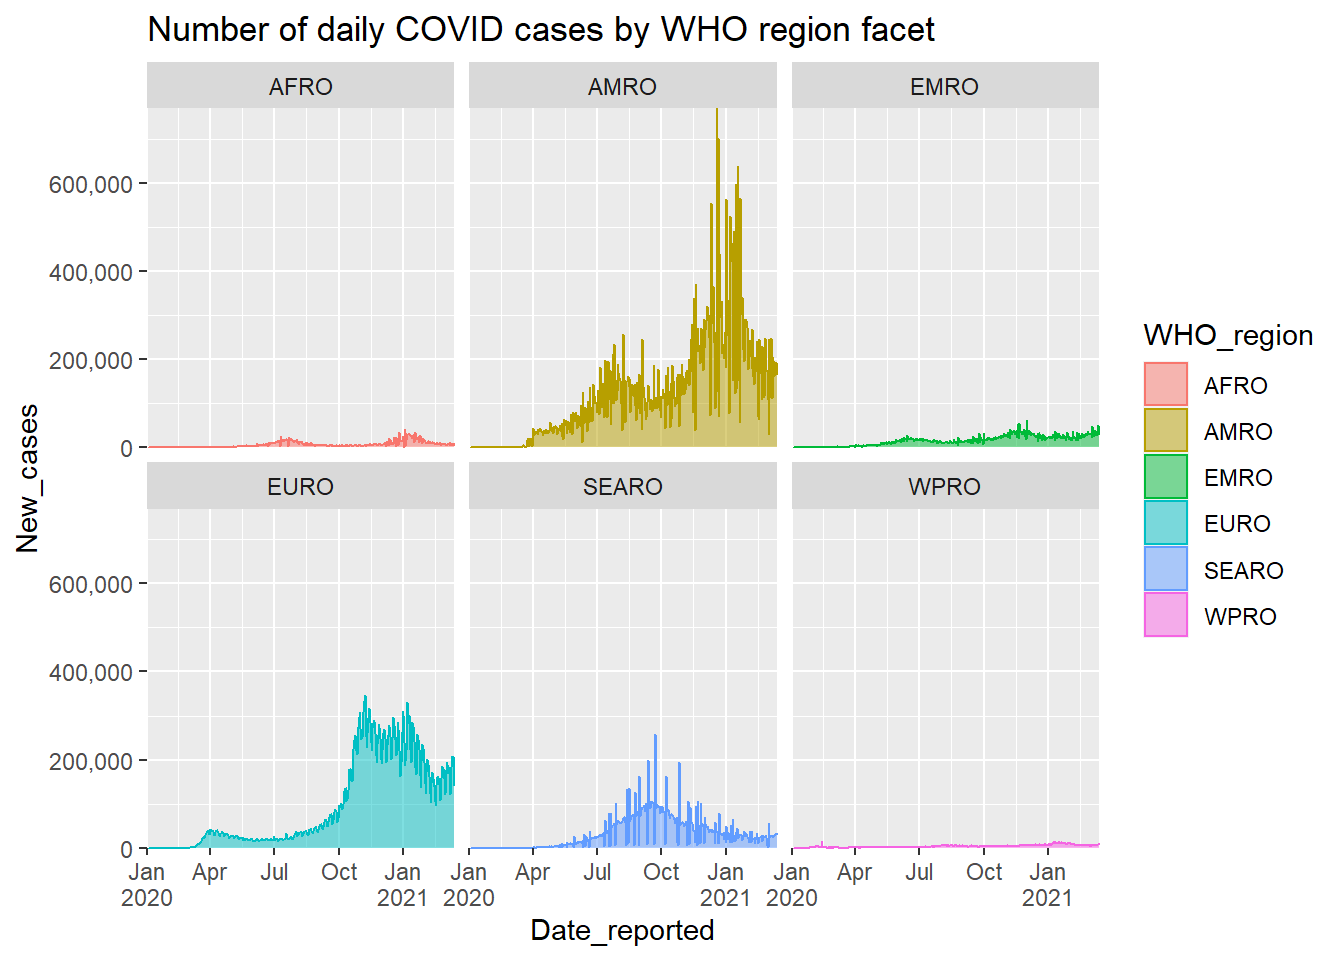 Number of daily COVID cases by WHO region facet
AFRO
AMRO
EMRO
600,000
400,000
200,000
0
EURO
SEARO
WPRO
600,000
400,000
200,000
0
New_cases
Jan 2020 Apr Jul Oct Jan 2021
Jan 2020 Apr Jul Oct Jan 2021
Jan 2020 Apr Jul Oct Jan 2021
Date_reported
WHO_region
AFRO
AMRO
EMRO
EURO
SEARO
WPRO